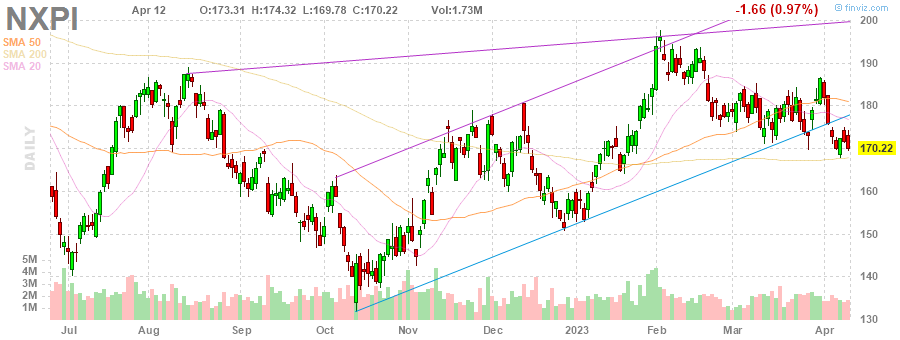 NXPI
Apr 12 O:173.31 H:174.32 L:169.78 C:170.22 Vol:1.73M
-1.66 (0.97%)
© finviz.com
SMA 50
SMA 200
SMA 20
DAILY
200
190
180
170.22
160
150
140
130
5M
4M
3M
2M
1M
Jul Aug Sep Oct Nov Dec 2023 Feb Mar Apr